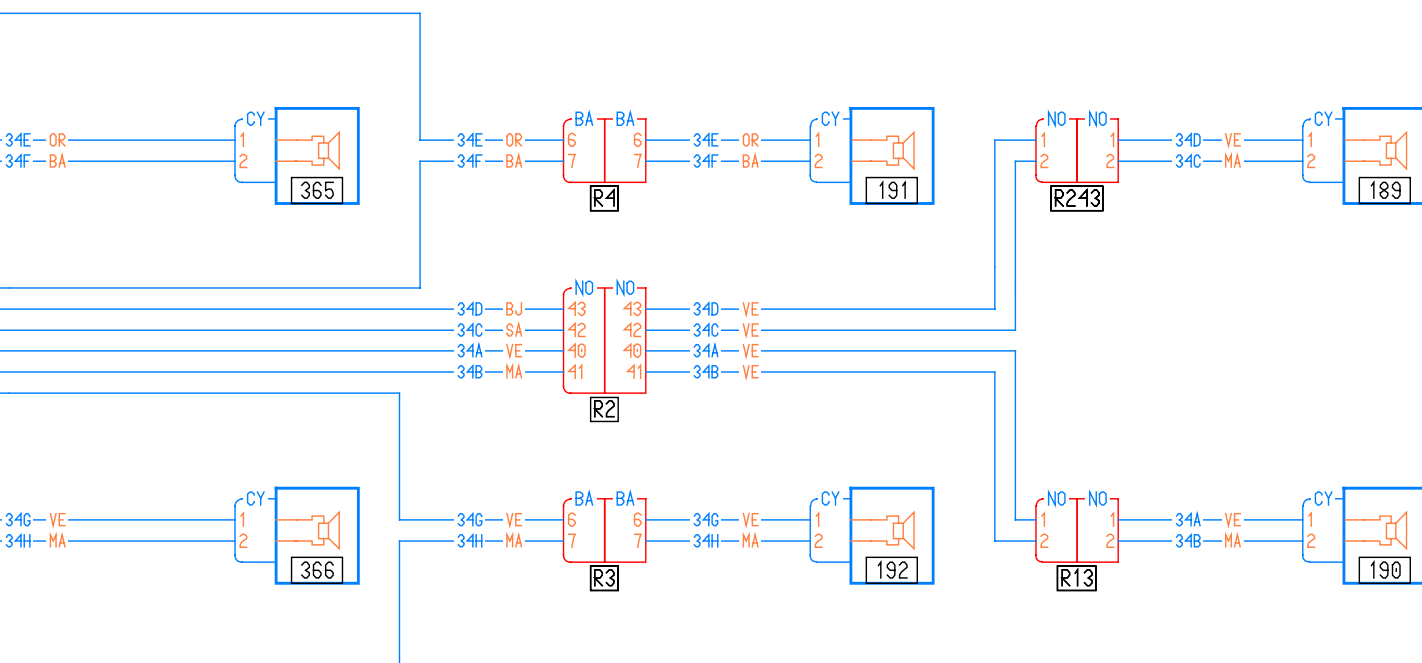 CY BA BA CY NO NO CY
34E OR 1 34E OR 6 6 34E OR 1 1 1 34D VE 1
34F BA 2 34F BA 7 7 34F BA 2 2 2 34C MA 2
365 R4 191 R243 189
NO NO
34D BJ 43 43 34D VE
34C SA 42 42 34C VE
34A VE 40 40 34A VE
34B MA 41 41 34B VE
R2
CY BA BA CY NO NO CY
34G VE 1 34G VE 6 6 34G VE 1 1 1 34A VE 1
34H MA 2 34H MA 7 7 34H MA 2 2 2 34B MA 2
366 R3 192 R13 190